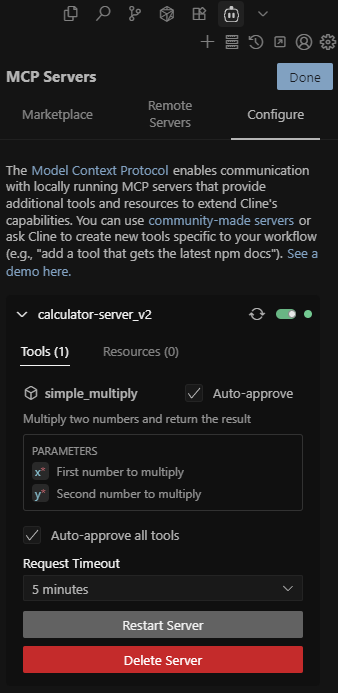 MCP Servers
Done
Marketplace
Remote
Servers
Configure
The Model Context Protocol enables communication
with locally running MCP servers that provide
additional tools and resources to extend Cline's
capabilities. You can use community-made servers or
ask Cline to create new tools specific to your workflow
(e.g., "add a tool that gets the latest npm docs"). See
a demo here.
calculator-server_v2
Tools (1)
Resources (0)
simple_multiply
Auto-approve
Multiply two numbers and return the result
PARAMETERS
x* First number to multiply
y* Second number to multiply
Auto-approve all tools
Request Timeout
5 minutes
Restart Server
Delete Server